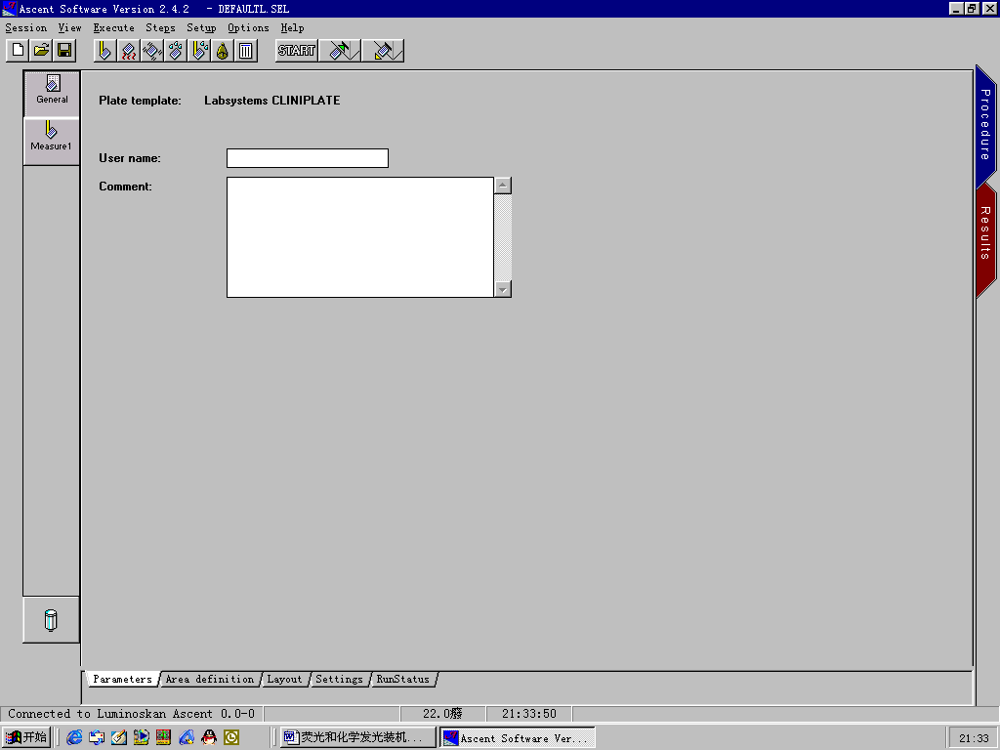 Ascent Software Version 2.4.2 - DEFAULTL.SEL
Session View Execute Steps Setup Options Help
START
General
Measure1
Plate template: Labsystems CLINIPLATE
User name:
Comment:
Procedure
Results
Parameters Area definition Layout Settings RunStatus
Connected to Luminoskan Ascent 0.0-0 22.0癈 21:33:50
开始 荧光和化学发光装机... Ascent Software Ver... 21:33